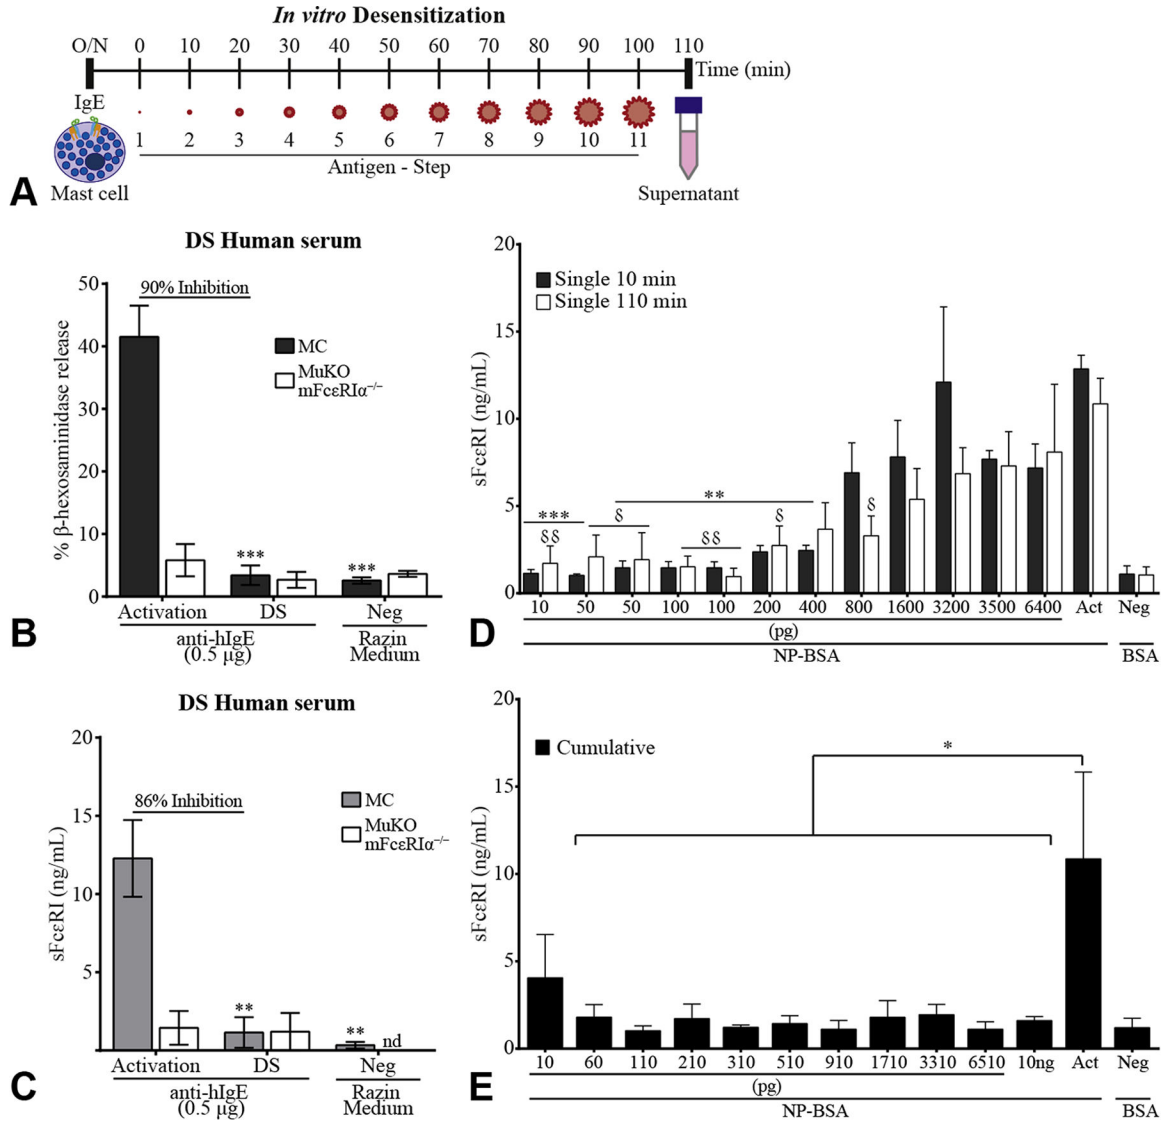 In vitro Desensitization
O/N 0 10 20 30 40 50 60 70 80 90 100 110
Time (min)
IgE
1 2 3 4 5 6 7 8 9 10 11
Antigen - Step
Mast cell
Supernatant
A
DS Human serum
50
40
30
20
10
0
% β-hexosaminidase release
90% Inhibition
MC
MuKO
mFcεRIα⁻/⁻
***
***
Activation DS Neg
anti-hIgE
(0.5 µg)
Razin
Medium
B
20
15
10
5
0
sFcεRI (ng/mL)
Single 10 min
Single 110 min
***
§§
§
**
§§
§
§
10 50 50 100 100 200 400 800 1600 3200 3500 6400 Act Neg
(pg)
NP-BSA
BSA
D
DS Human serum
20
15
10
5
sFcεRI (ng/mL)
86% Inhibition
MC
MuKO
mFcεRIα⁻/⁻
**
**
nd
Activation DS Neg
anti-hIgE
(0.5 µg)
Razin
Medium
C
20
15
10
5
0
sFcεRI (ng/mL)
Cumulative
*
10 60 110 210 310 510 910 1710 3310 6510 10ng Act Neg
(pg)
NP-BSA
BSA
E